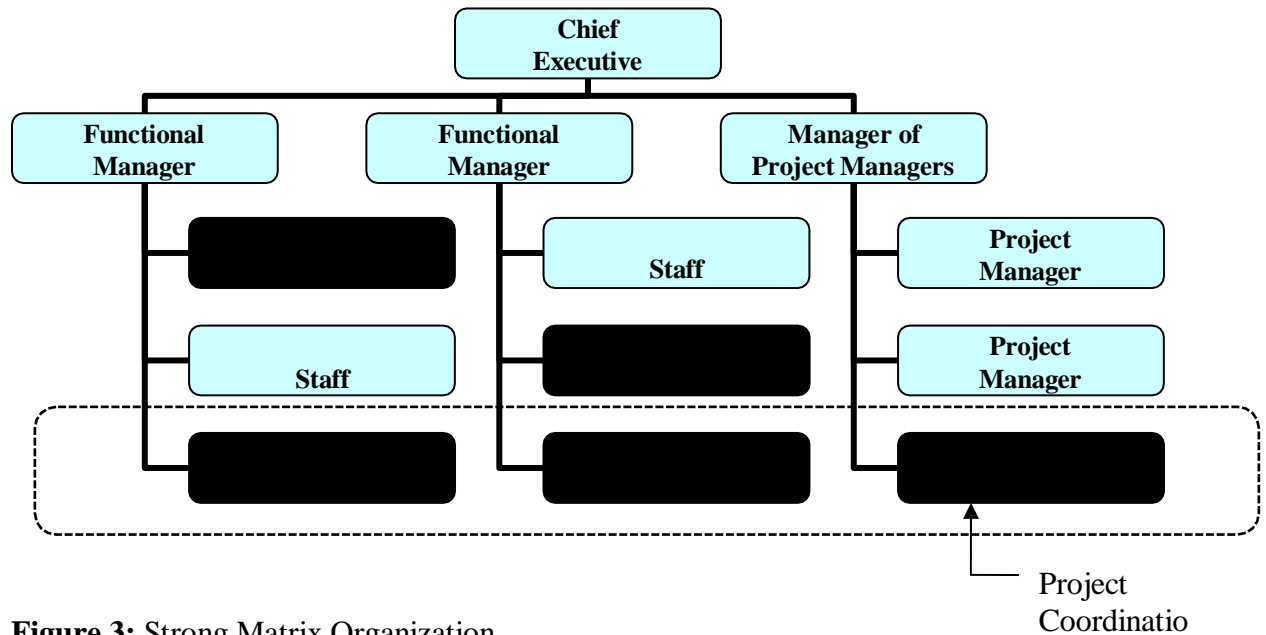 Chief
Executive
Functional
Manager
Functional
Manager
Manager of
Project Managers
Staff
Project
Manager
Staff
Project
Manager
Project
Coordinatio
Figure 3: Strong Matrix Organization